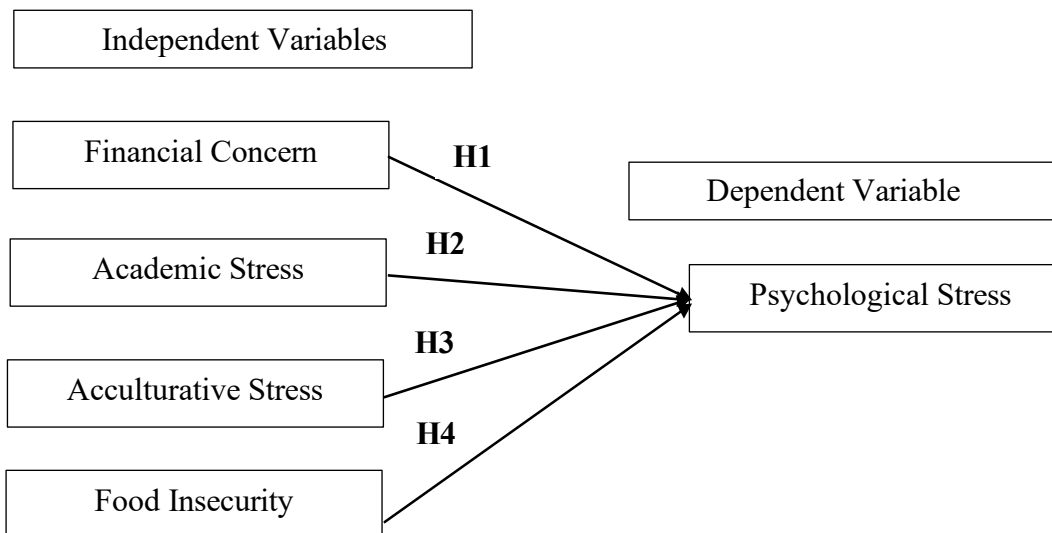 Independent Variables
Financial Concern
H1
Dependent Variable
Academic Stress
H2
Psychological Stress
Acculturative Stress
H3
Food Insecurity
H4